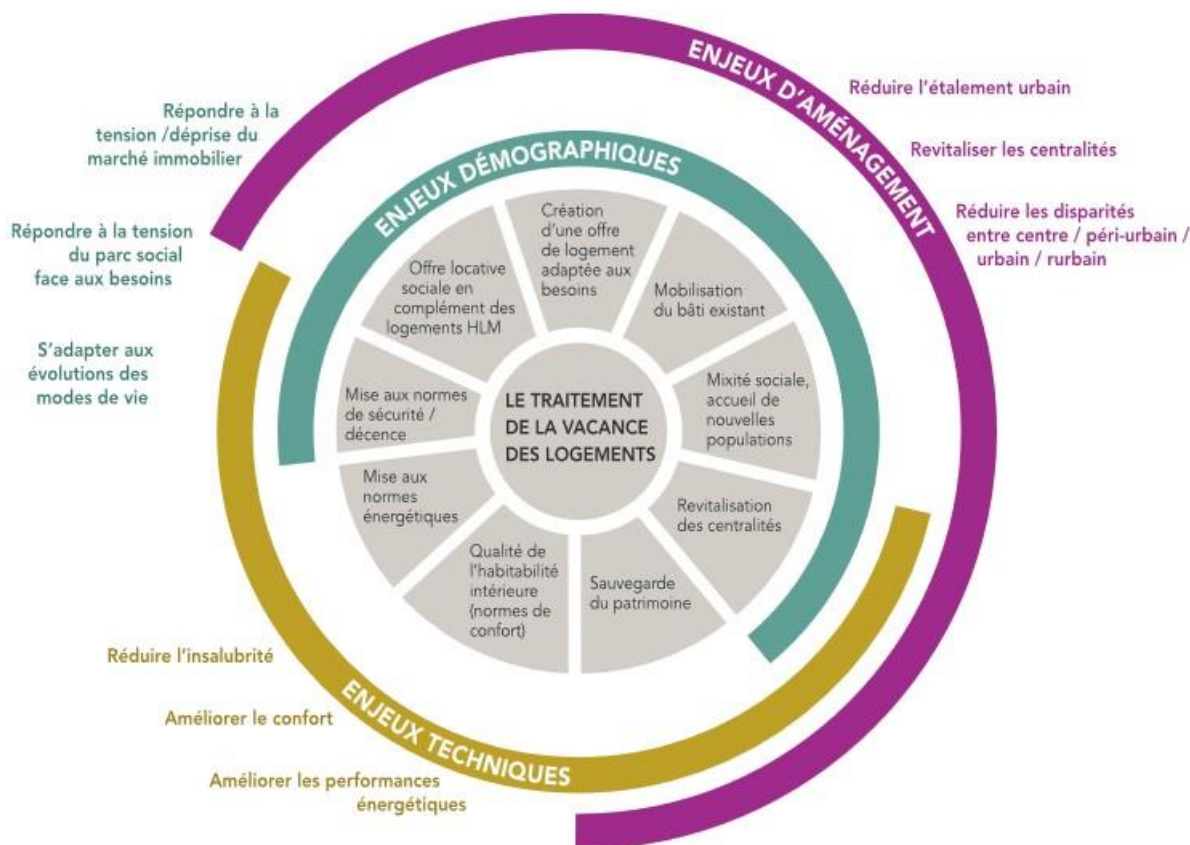 ENJEUX D'AMÉNAGEMENT
Réduire l'étalement urbain
Revitaliser les centralités
Réduire les disparités
entre centre / péri-urbain /
urbain / rurbain
Répondre à la
tension /déprise du
marché immobilier
Répondre à la tension
du parc social
face aux besoins
S'adapter aux
évolutions des
modes de vie
ENJEUX DÉMOGRAPHIQUES
Création
d'une offre
de logement
adaptée aux
besoins
Mobilisation
du bâti existant
Mixité sociale,
accueil de
nouvelles
populations
Revitalisation
des centralités
Sauvegarde
du patrimoine
Qualité de
l'habitabilité
intérieure
(normes de
confort)
Mise aux
normes
énergétiques
Mise aux normes
de sécurité /
décence
Offre locative
sociale en
complément des
logements HLM
LE TRAITEMENT
DE LA VACANCE
DES LOGEMENTS
Réduire l'insalubrité
Améliorer le confort
Améliorer les performances
énergétiques
ENJEUX TECHNIQUES